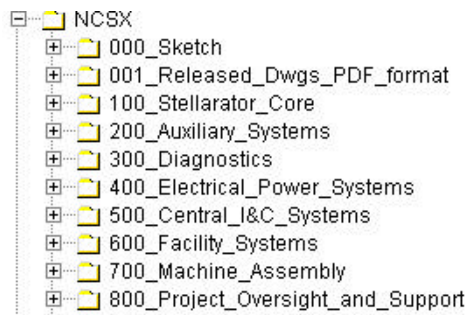 NCSX
000_Sketch
001_Released_Dwgs_PDF_format
100_Stellarator_Core
200_Auxiliary_Systems
300_Diagnostics
400_Electrical_Power_Systems
500_Central_I&C_Systems
600_Facility_Systems
700_Machine_Assembly
800_Project_Oversight_and_Support